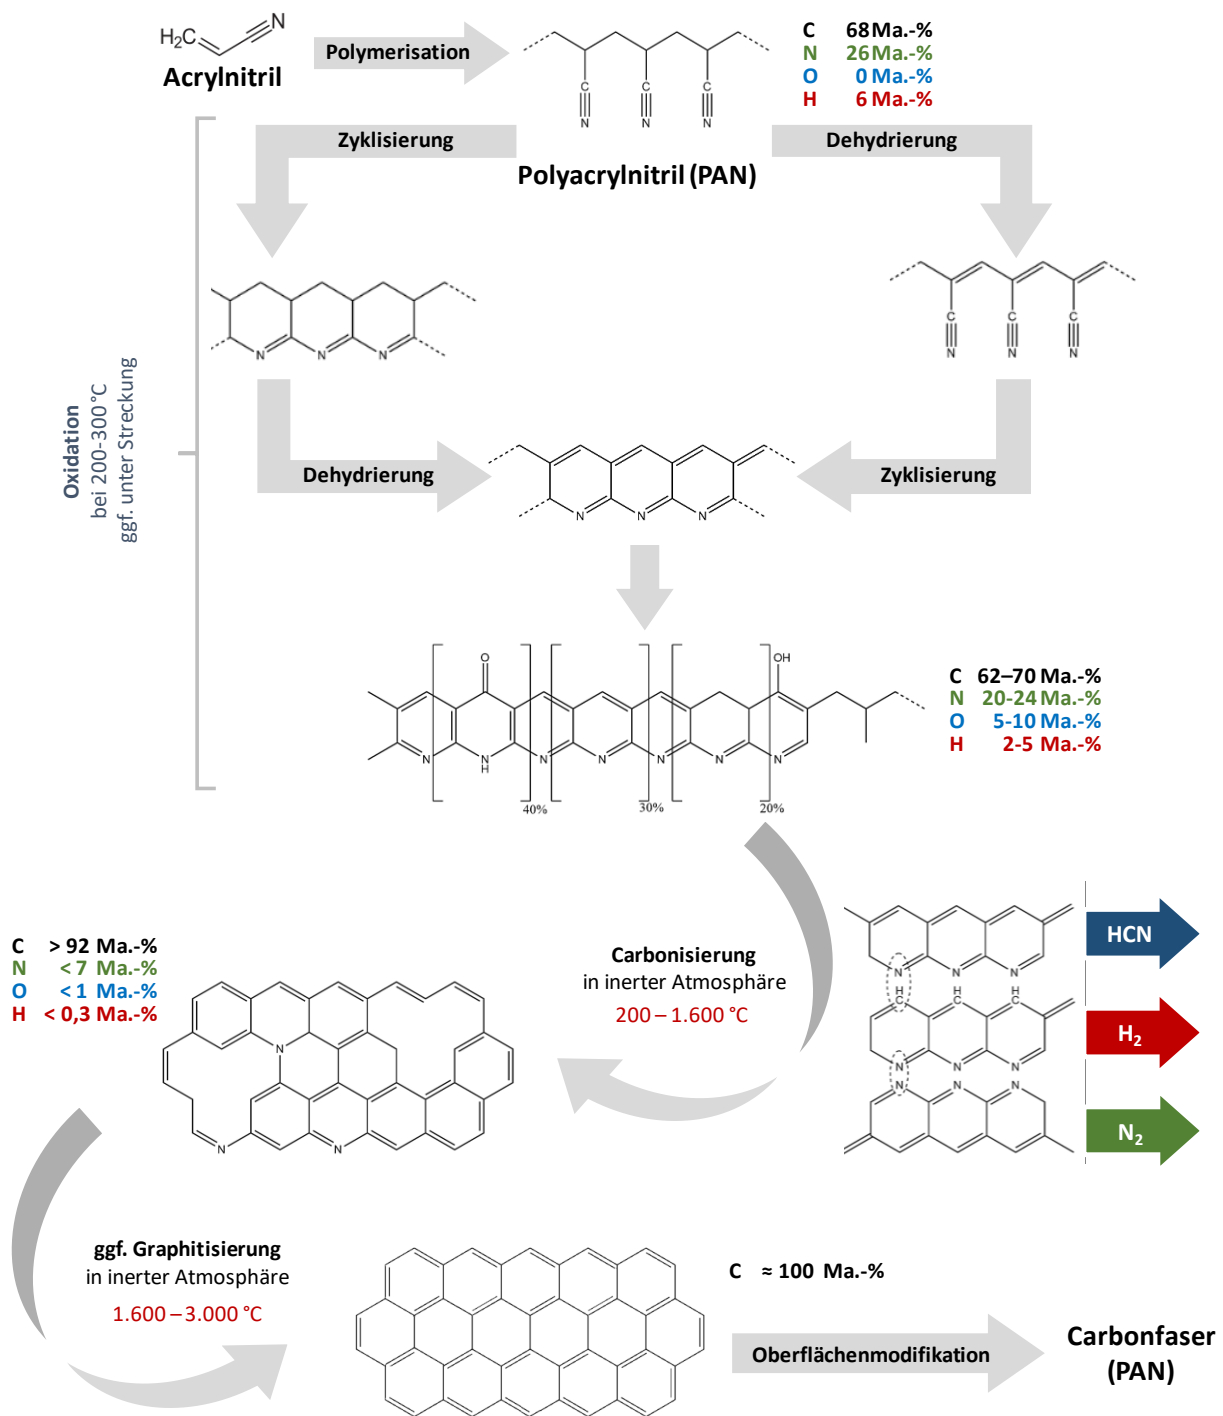 H₂C
N
Acrylnitril
Polymerisation
C
C
C
N
N
N
C 68 Ma.-%
N 26 Ma.-%
O 0 Ma.-%
H 6 Ma.-%
Zyklisierung
Dehydrierung
Polyacrylnitril (PAN)
N N N
C C C
N N N
Oxidation
bei 200-300 °C
ggf. unter Streckung
Dehydrierung
Zyklisierung
N N N
O
OH
N N N N N N N
H
40% 30% 20%
C 62–70 Ma.-%
N 20-24 Ma.-%
O 5-10 Ma.-%
H 2-5 Ma.-%
C > 92 Ma.-%
N < 7 Ma.-%
O < 1 Ma.-%
H < 0,3 Ma.-%
N
N N
Carbonisierung
in inerter Atmosphäre
200 – 1.600 °C
N N N
H H H
C C C
N N N
N N N
HCN
H₂
N₂
ggf. Graphitisierung
in inerter Atmosphäre
1.600 – 3.000 °C
C ≈ 100 Ma.-%
Oberflächenmodifikation
Carbonfaser
(PAN)